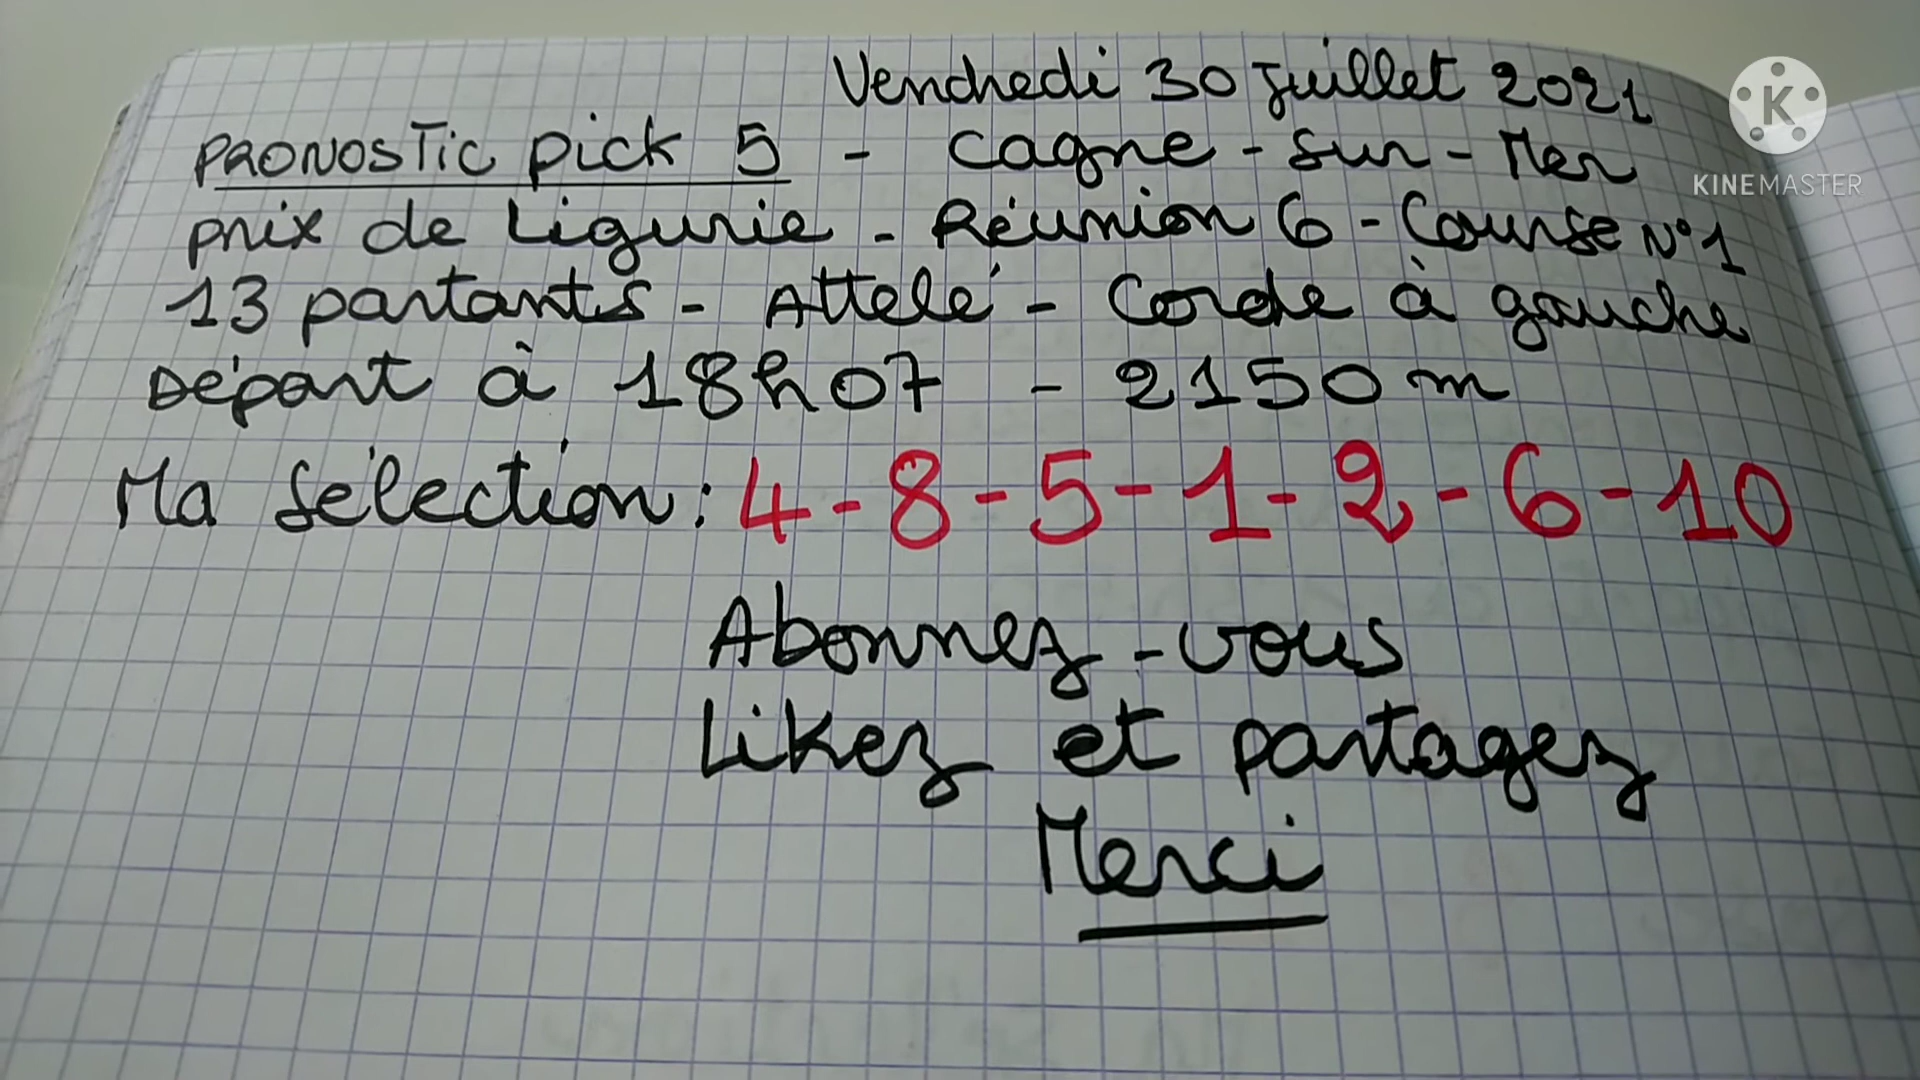 Vendredi 30 Juillet 2021
PRONOSTIC pick 5 - Cagne-sur-Mer
prix de Ligurie - Réunion 6 - Course N°1
13 partants - Attelé - Corde à gauche
Départ à 18h07 - 2150m
Ma sélection: 4-8-5-1-2-6-10
Abonnez-vous
Likez et partagez
Merci
K
KINEMASTER